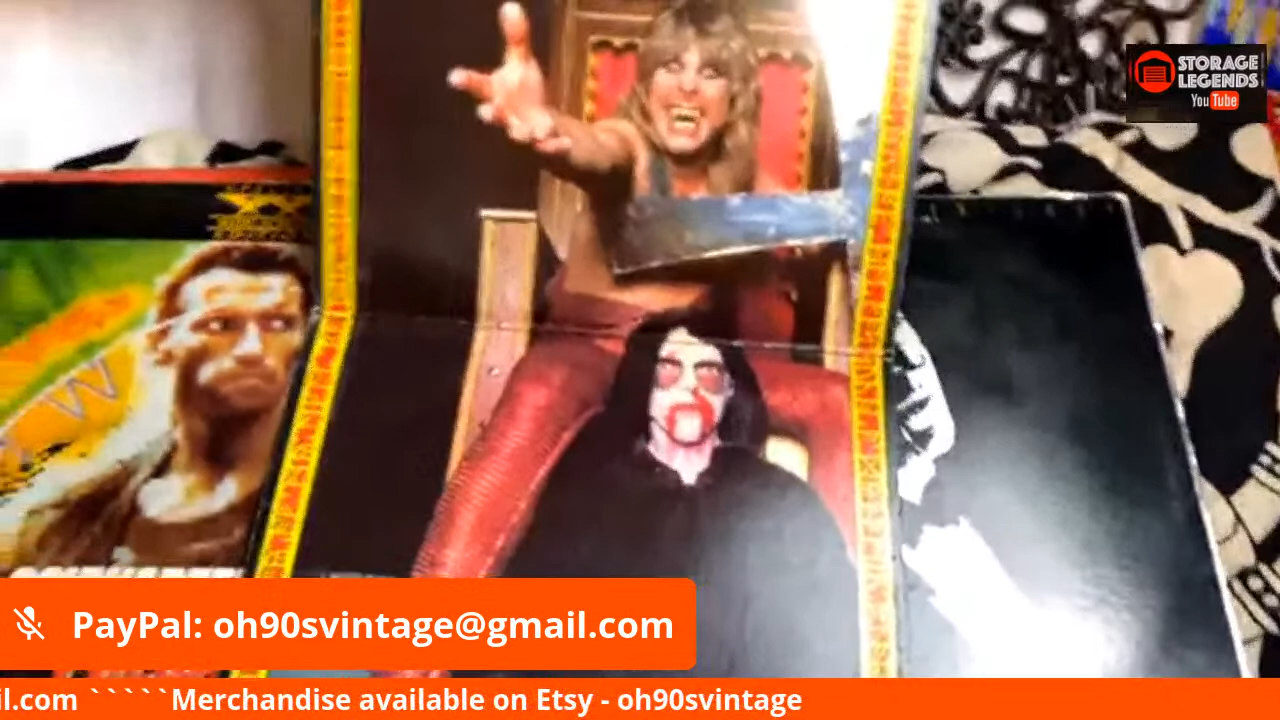 STORAGE
LEGENDS
YouTube
PayPal: oh90svintage@gmail.com
il.com `````Merchandise available on Etsy - oh90svintage